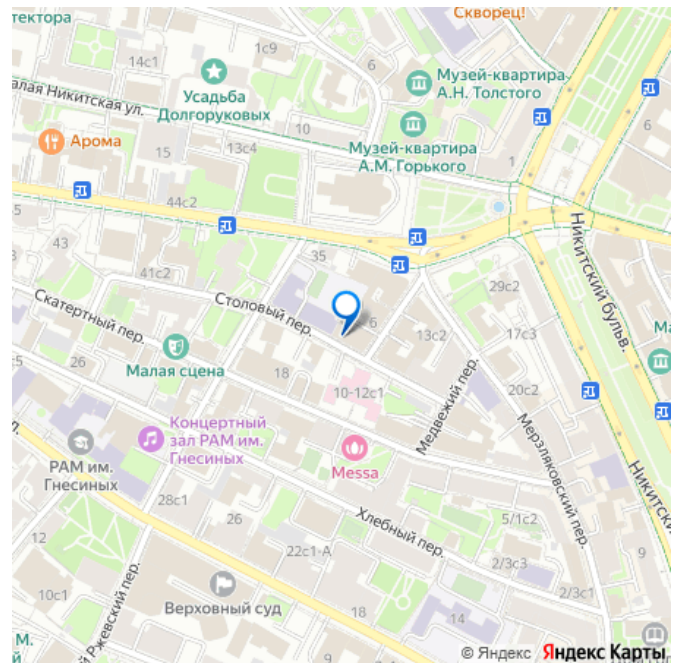 Скворец!
тектора
1с9
14с1
6
Музей-квартира
А.Н. Толстого
Усадьба
Долгоруковых
алая Никитская ул.
10
6
Арома
15
13с4
Музей-квартира
А.М. Горького
1
44с2
5
43
35
41с2
Никитский бульв.
29с2
Столовый пер.
6
13с2
17с3
Скатертный пер.
Ма
26
Малая сцена
18
10-12с1
Медвежий пер.
20с2
л.
Концертный
зал РАМ им.
Гнесиных
РАМ им.
Гнесиных
Messa
Мерзляковский пер.
Никитски
28с1
26
5/1с2
12
Хлебный пер.
22с1-А
2/3с3
9
10с1
й Ржевский пер.
Верховный суд
18
14
2/3с1
М.
й
© Яндекс Яндекс Карты